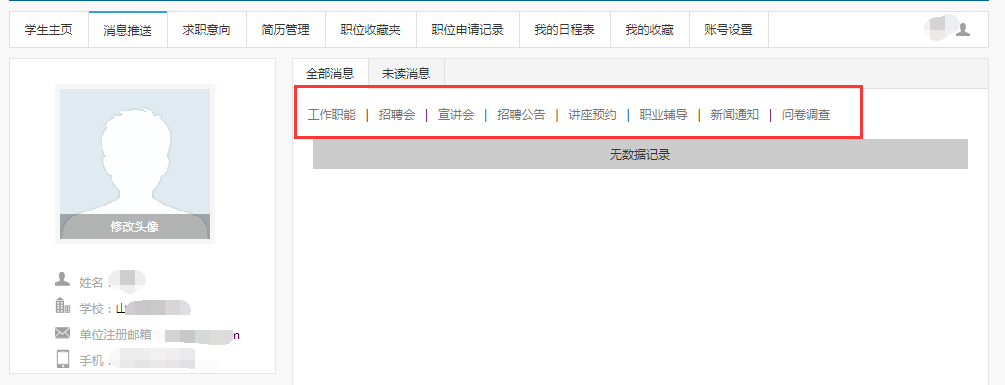 学生主页 消息推送 求职意向 简历管理 职位收藏夹 职位申请记录 我的日程表 我的收藏 账号设置
全部消息 未读消息
工作职能 | 招聘会 | 宣讲会 | 招聘公告 | 讲座预约 | 职业辅导 | 新闻通知 | 问卷调查
无数据记录
修改头像
姓名：
学校：山
单位注册邮箱 m
手机：